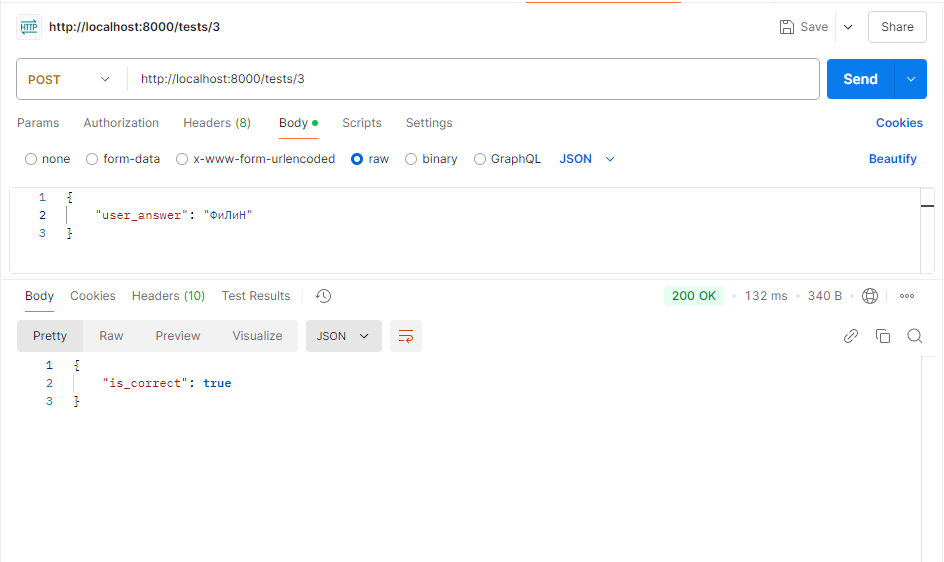 HTTP http://localhost:8000/tests/3 Save Share
POST http://localhost:8000/tests/3 Send
Params Authorization Headers (8) Body Scripts Settings Cookies
none form-data x-www-form-urlencoded raw binary GraphQL JSON Beautify
1 {
2 "user_answer": "ФиЛиН"
3 }
Body Cookies Headers (10) Test Results 200 OK 132 ms 340 B
Pretty Raw Preview Visualize JSON
1 {
2 "is_correct": true
3 }